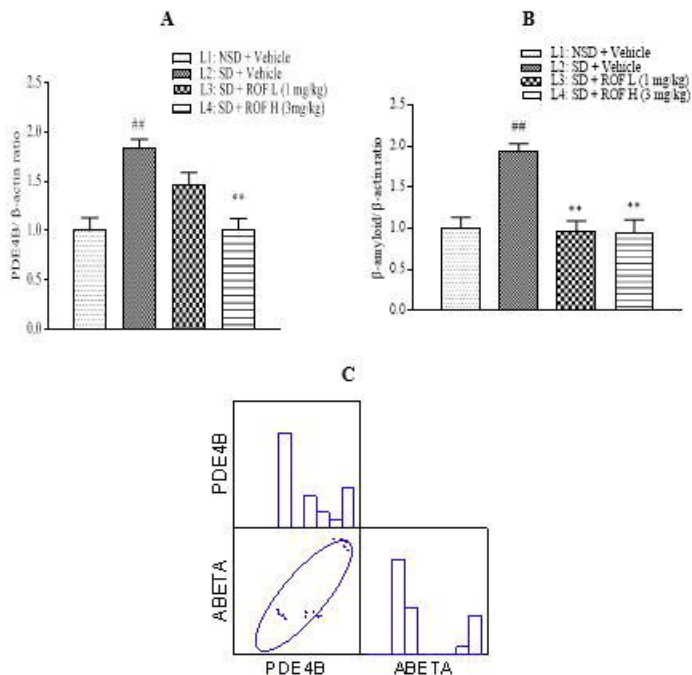 A
L1: NSD + Vehicle
L2: SD + Vehicle
L3: SD + ROF L (1 mg/kg)
L4: SD + ROF H (3mg/kg)
PDE4B/ β-actin ratio
2.5
2.0
1.5
1.0
0.5
0.0
##
**
B
L1: NSD + Vehicle
L2: SD + Vehicle
L3: SD + ROF L (1 mg/kg)
L4: SD + ROF H (3 mg/kg)
β-amyloid/ β-actin ratio
2.0
1.5
1.0
0.5
0.0
##
**
**
C
PDE4B
ABETA
PDE4B
ABETA